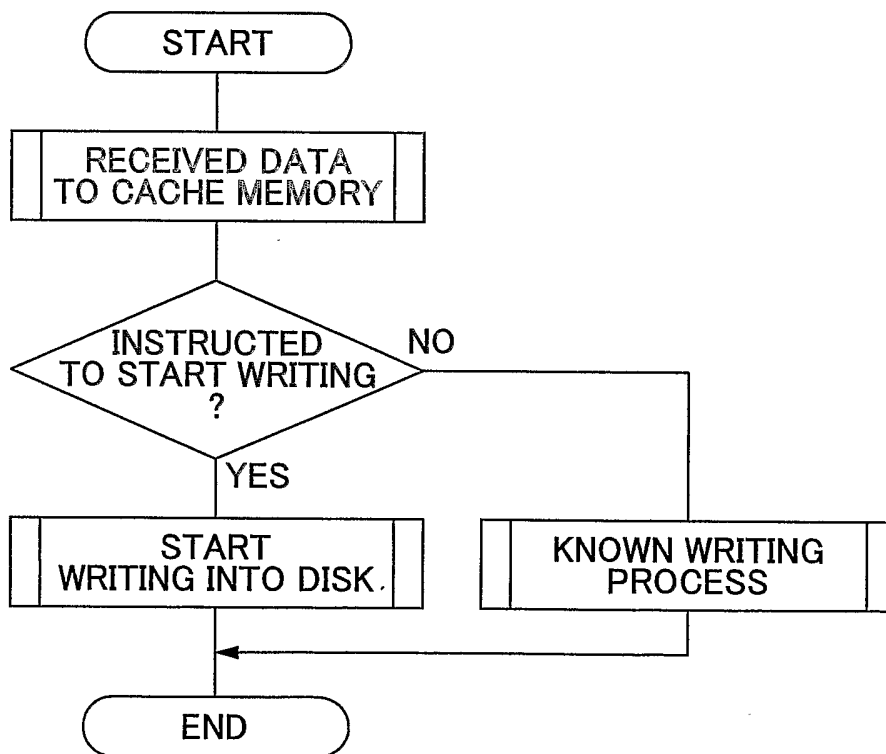 START
RECEIVED DATA
TO CACHE MEMORY
INSTRUCTED
TO START WRITING
?
NO
YES
START
WRITING INTO DISK
KNOWN WRITING
PROCESS
END